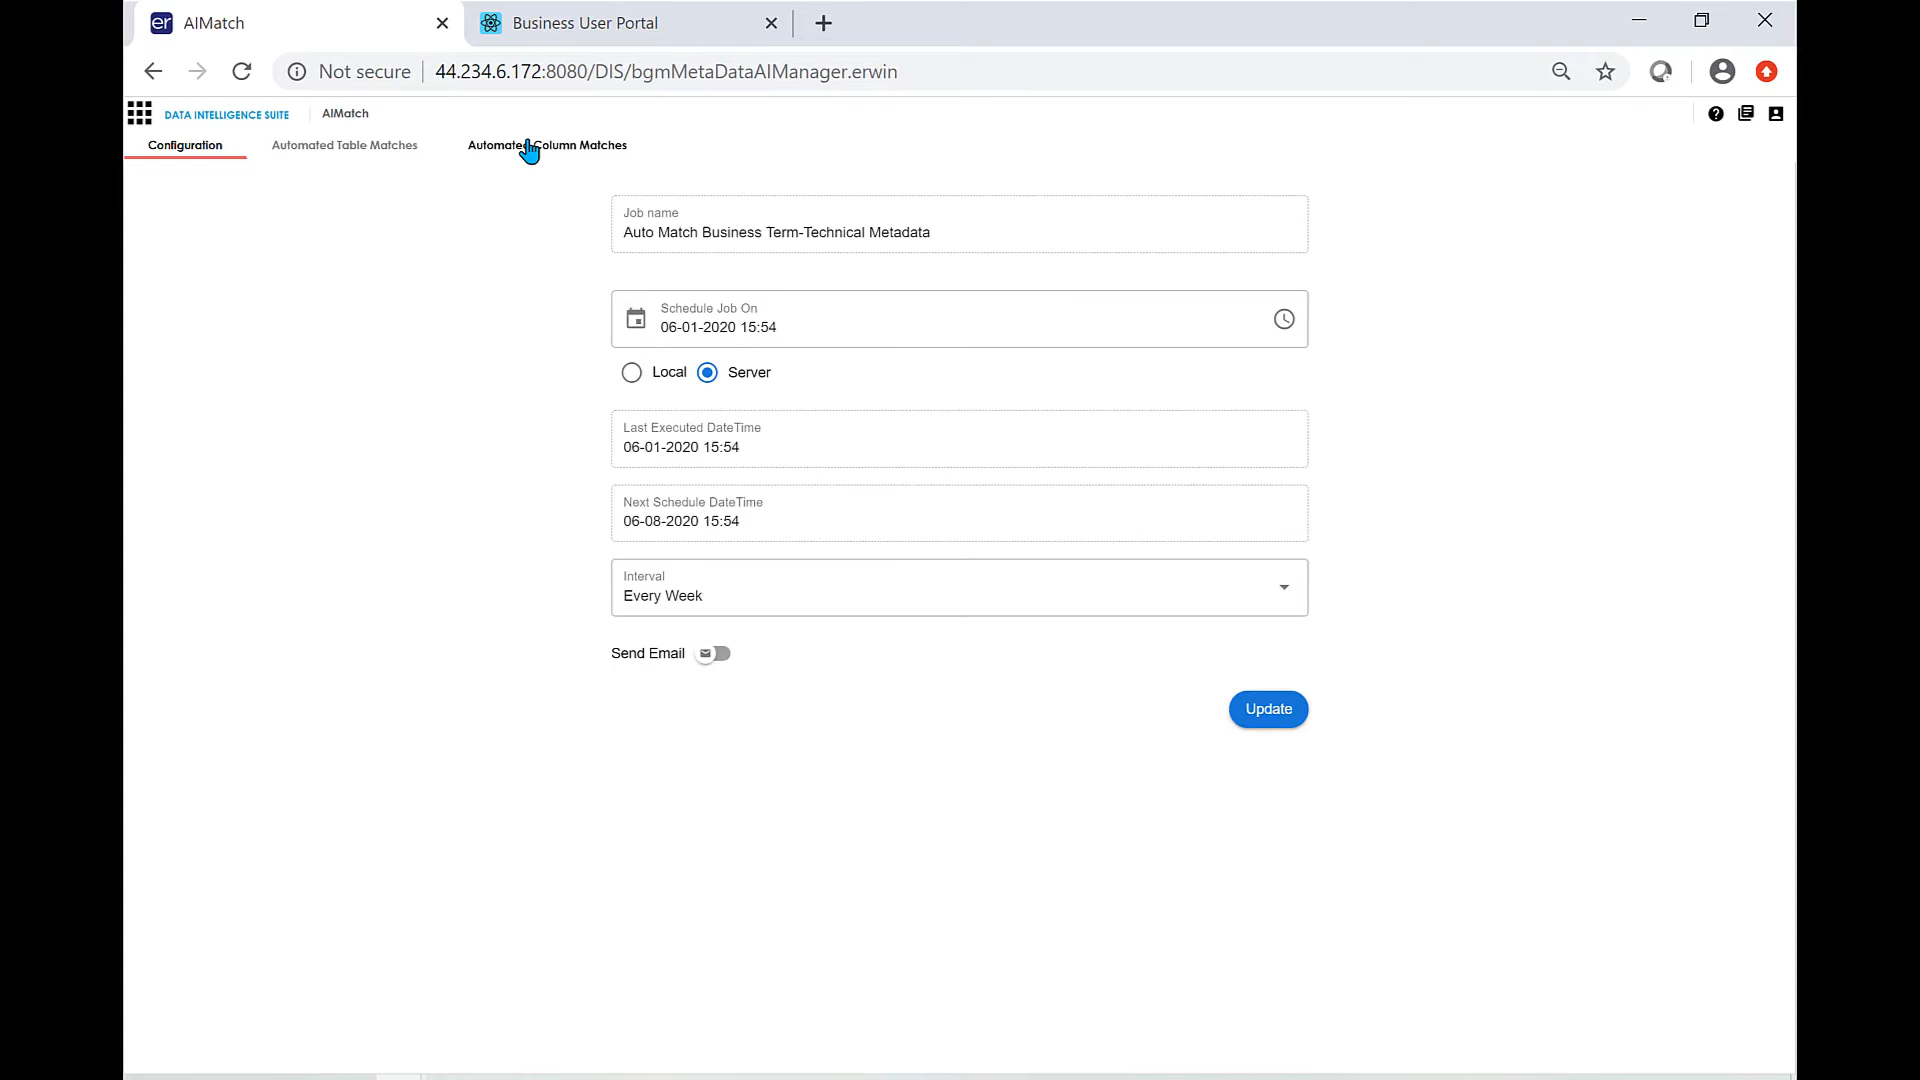 er AIMatch
Business User Portal
Not secure 44.234.6.172:8080/DIS/bgmMetaDataAIManager.erwin
DATA INTELLIGENCE SUITE AIMatch
Configuration Automated Table Matches Automated Column Matches
Job name
Auto Match Business Term-Technical Metadata
Schedule Job On
06-01-2020 15:54
Local Server
Last Executed DateTime
06-01-2020 15:54
Next Schedule DateTime
06-08-2020 15:54
Interval
Every Week
Send Email
Update